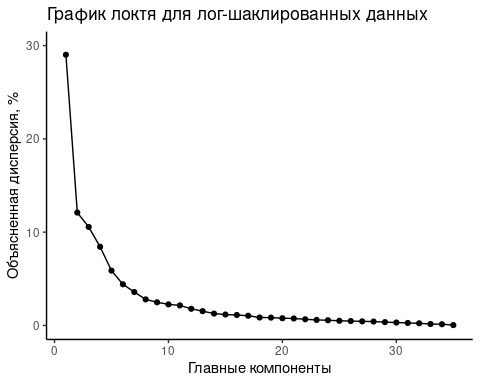 График локтя для лог-шаклированных данных
Объясненная дисперсия, %
30
20
10
0
0 10 20 30
Главные компоненты